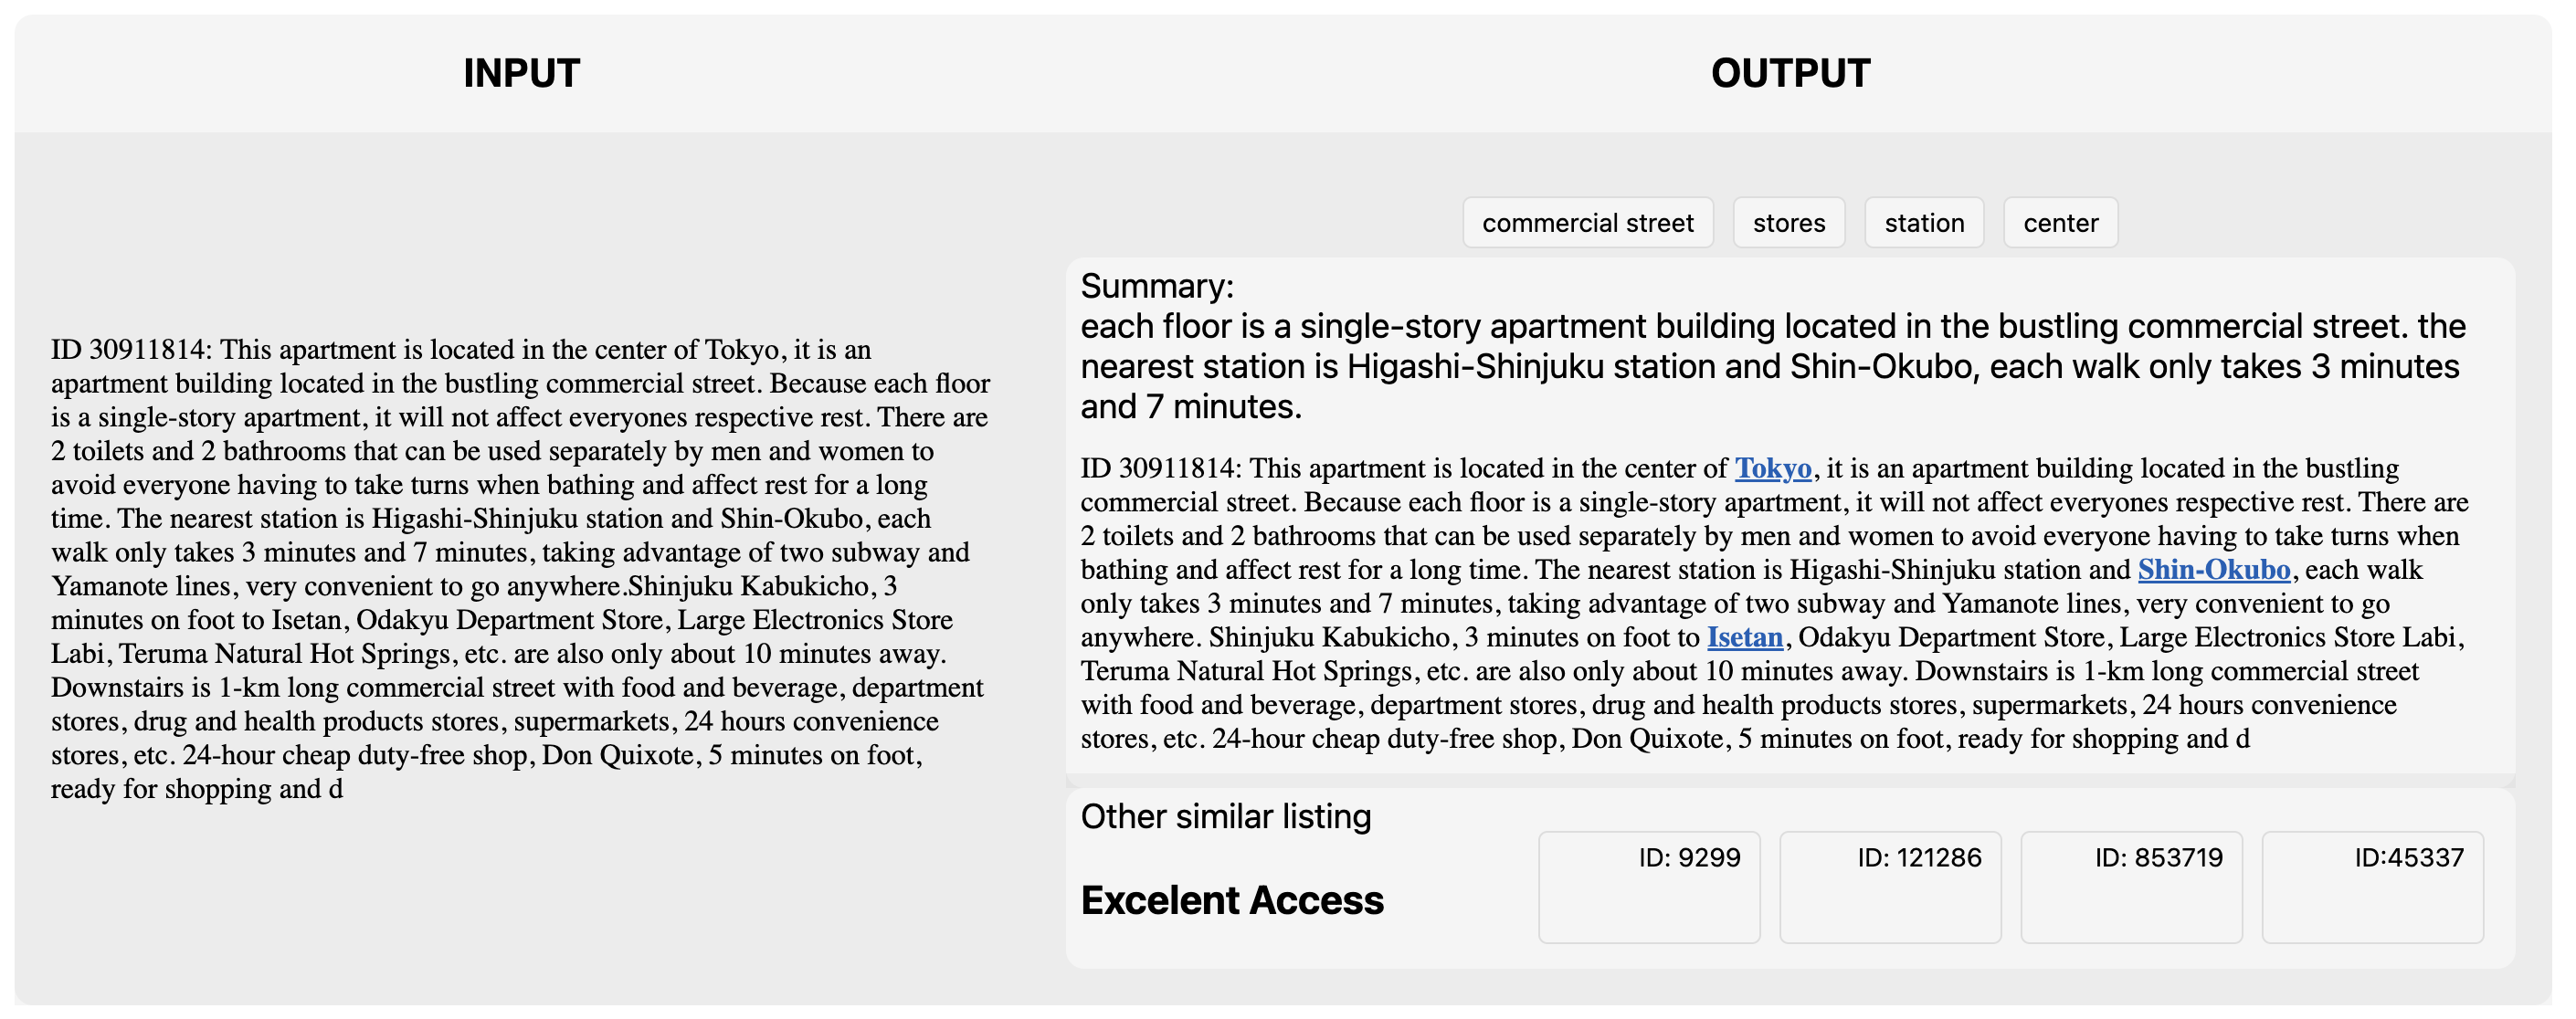 INPUT
OUTPUT
ID 30911814: This apartment is located in the center of Tokyo, it is an
apartment building located in the bustling commercial street. Because each floor
is a single-story apartment, it will not affect everyones respective rest. There are
2 toilets and 2 bathrooms that can be used separately by men and women to
avoid everyone having to take turns when bathing and affect rest for a long
time. The nearest station is Higashi-Shinjuku station and Shin-Okubo, each
walk only takes 3 minutes and 7 minutes, taking advantage of two subway and
Yamanote lines, very convenient to go anywhere.Shinjuku Kabukicho, 3
minutes on foot to Isetan, Odakyu Department Store, Large Electronics Store
Labi, Teruma Natural Hot Springs, etc. are also only about 10 minutes away.
Downstairs is 1-km long commercial street with food and beverage, department
stores, drug and health products stores, supermarkets, 24 hours convenience
stores, etc. 24-hour cheap duty-free shop, Don Quixote, 5 minutes on foot,
ready for shopping and d
commercial street
stores
station
center
Summary:
each floor is a single-story apartment building located in the bustling commercial street. the
nearest station is Higashi-Shinjuku station and Shin-Okubo, each walk only takes 3 minutes
and 7 minutes.
ID 30911814: This apartment is located in the center of Tokyo, it is an apartment building located in the bustling
commercial street. Because each floor is a single-story apartment, it will not affect everyones respective rest. There are
2 toilets and 2 bathrooms that can be used separately by men and women to avoid everyone having to take turns when
bathing and affect rest for a long time. The nearest station is Higashi-Shinjuku station and Shin-Okubo, each walk
only takes 3 minutes and 7 minutes, taking advantage of two subway and Yamanote lines, very convenient to go
anywhere. Shinjuku Kabukicho, 3 minutes on foot to Isetan, Odakyu Department Store, Large Electronics Store Labi,
Teruma Natural Hot Springs, etc. are also only about 10 minutes away. Downstairs is 1-km long commercial street
with food and beverage, department stores, drug and health products stores, supermarkets, 24 hours convenience
stores, etc. 24-hour cheap duty-free shop, Don Quixote, 5 minutes on foot, ready for shopping and d
Other similar listing
Excelent Access
ID: 9299
ID: 121286
ID: 853719
ID:45337